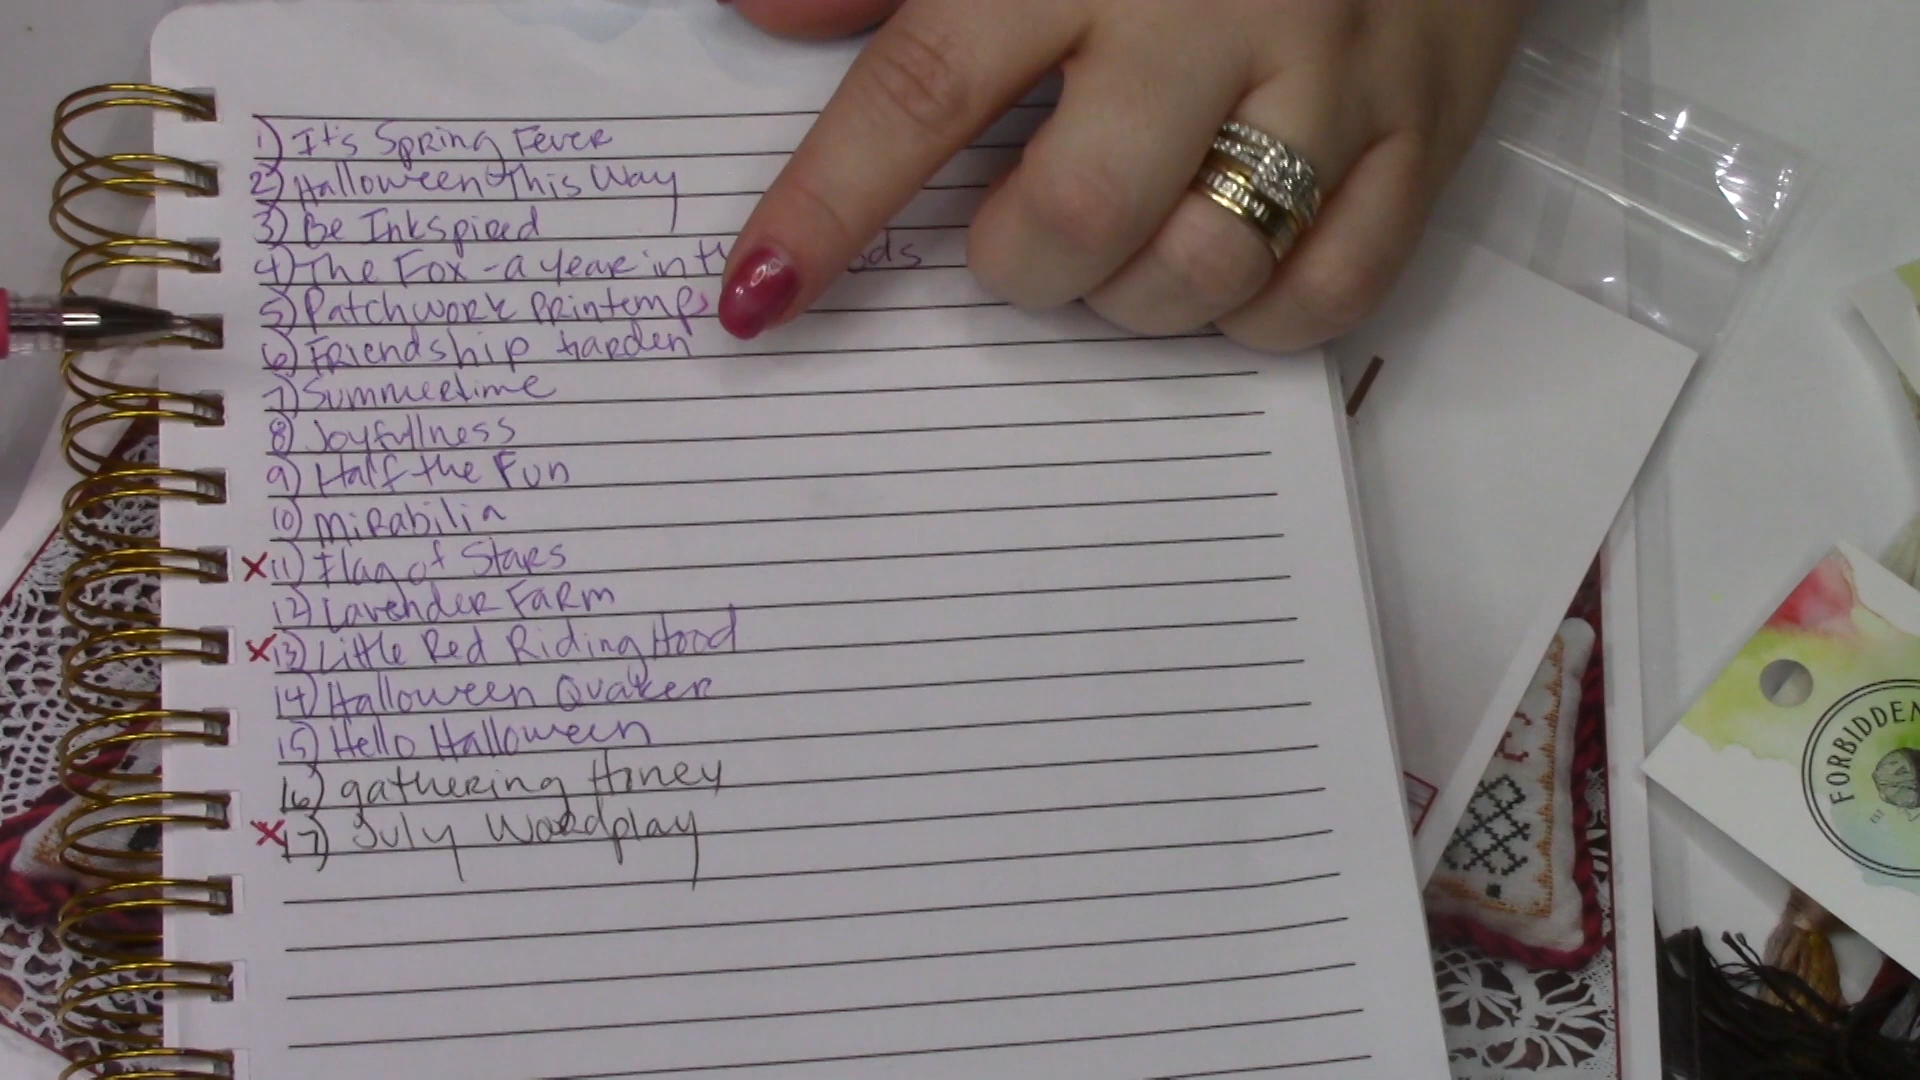 1) It's Spring Fever
2) Halloween This Way
3) Be Inkspired
4) The Fox - a year in the ods
5) Patchwork Printemps
6) Friendship Garden
7) Summertime
8) Joyfullness
9) Half the Fun
10) Mirabilia
X 11) Flag of Stars
12) Lavender Farm
X 13) Little Red Riding Hood
14) Halloween Quaker
15) Hello Halloween
16) gathering Honey
X 17) July Woodplay
FORBIDDEN